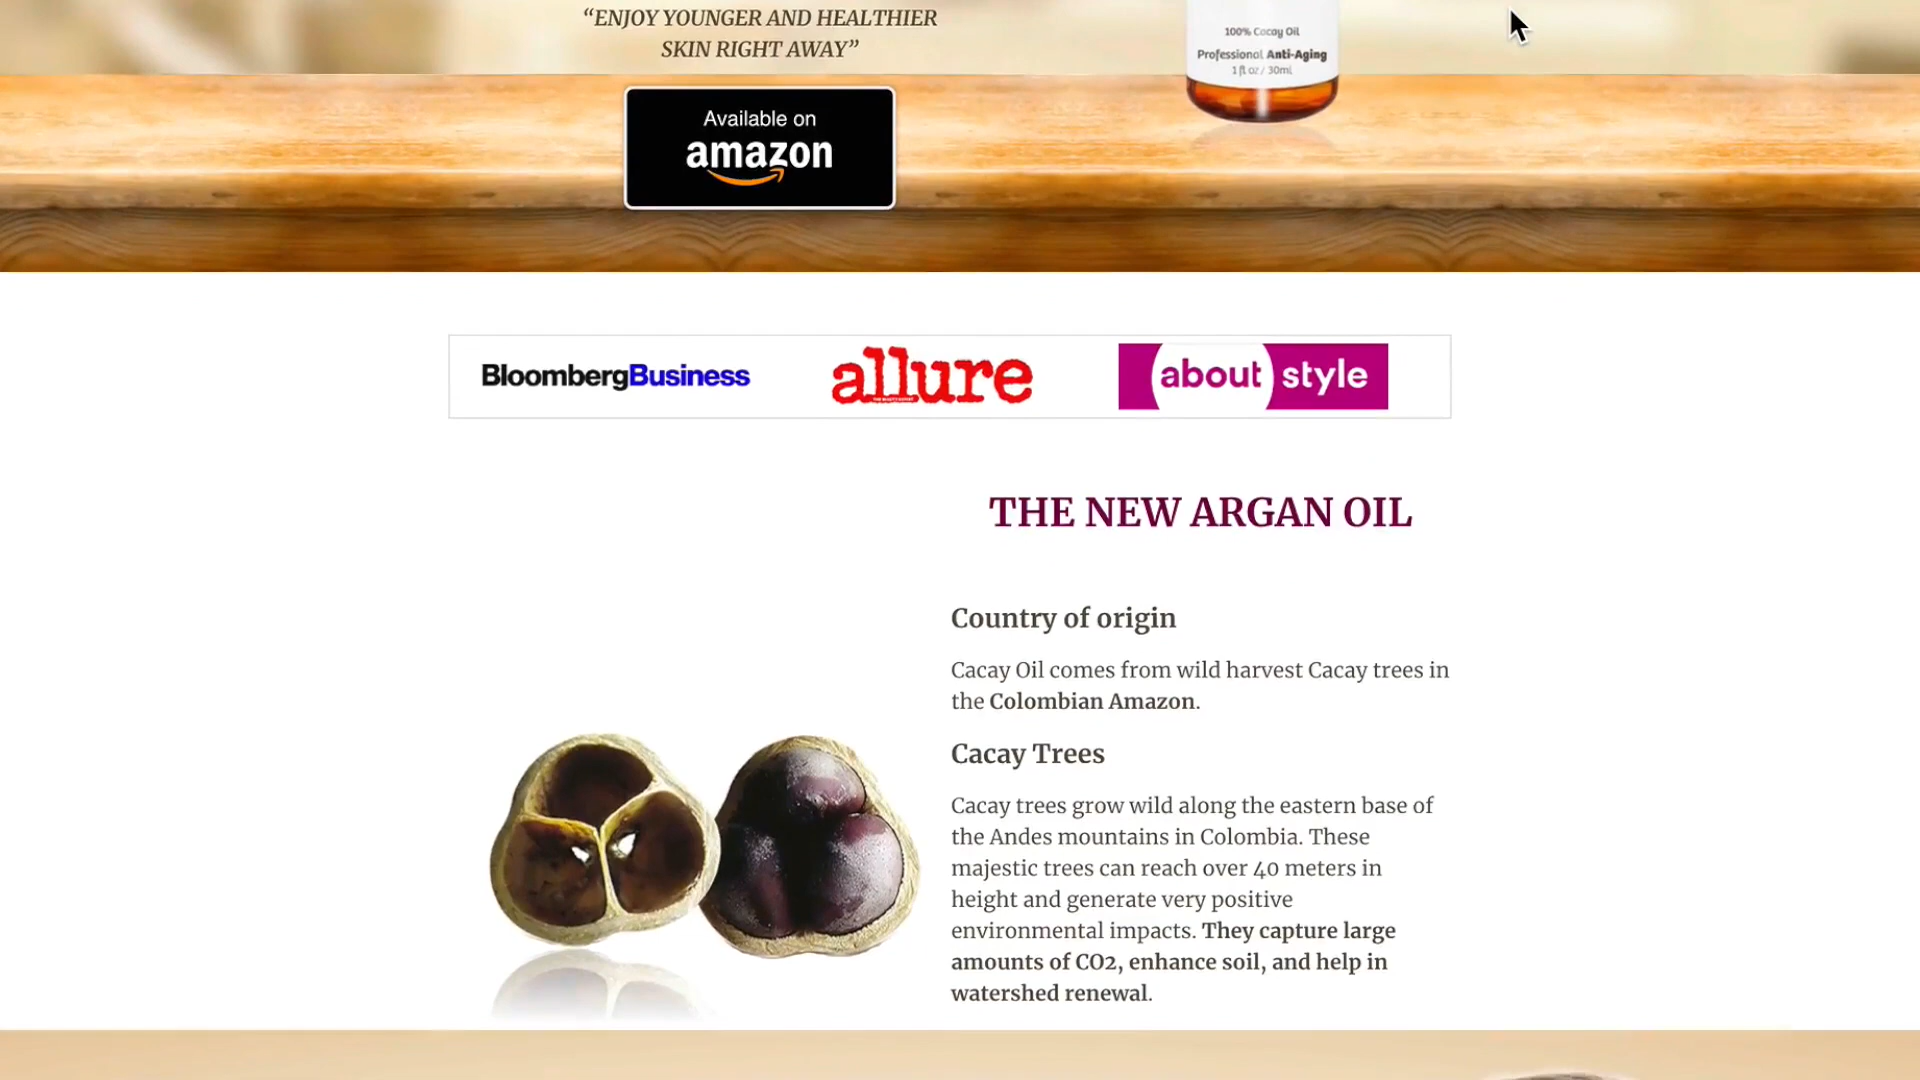 “ENJOY YOUNGER AND HEALTHIER
SKIN RIGHT AWAY”
100% Cacay Oil
Professional Anti-Aging
1 fl oz / 30ml
Available on
amazon
BloombergBusiness
allure
about style
THE NEW ARGAN OIL
Country of origin
Cacay Oil comes from wild harvest Cacay trees in
the Colombian Amazon.
Cacay Trees
Cacay trees grow wild along the eastern base of
the Andes mountains in Colombia. These
majestic trees can reach over 40 meters in
height and generate very positive
environmental impacts. They capture large
amounts of CO2, enhance soil, and help in
watershed renewal.